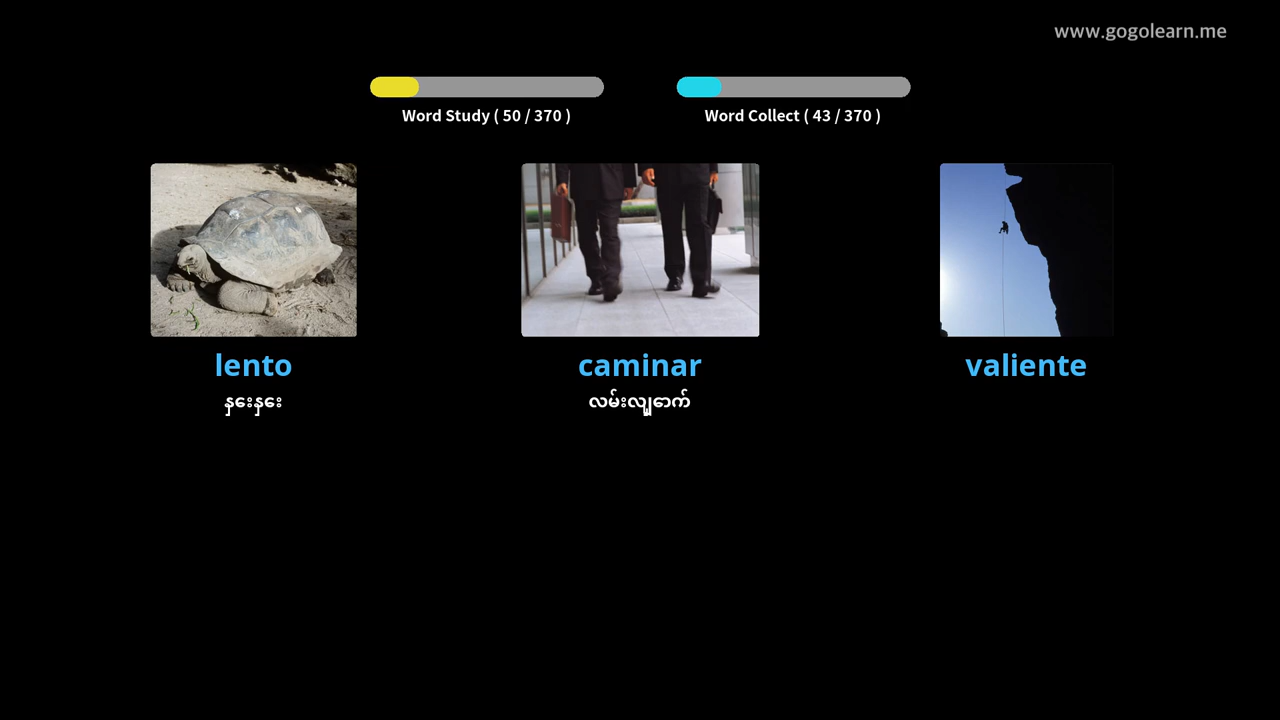 www.gogolearn.me
Word Study ( 50 / 370 )
Word Collect ( 43 / 370 )
lento
နှေးနှေး
caminar
လမ်းလျှောက်
valiente